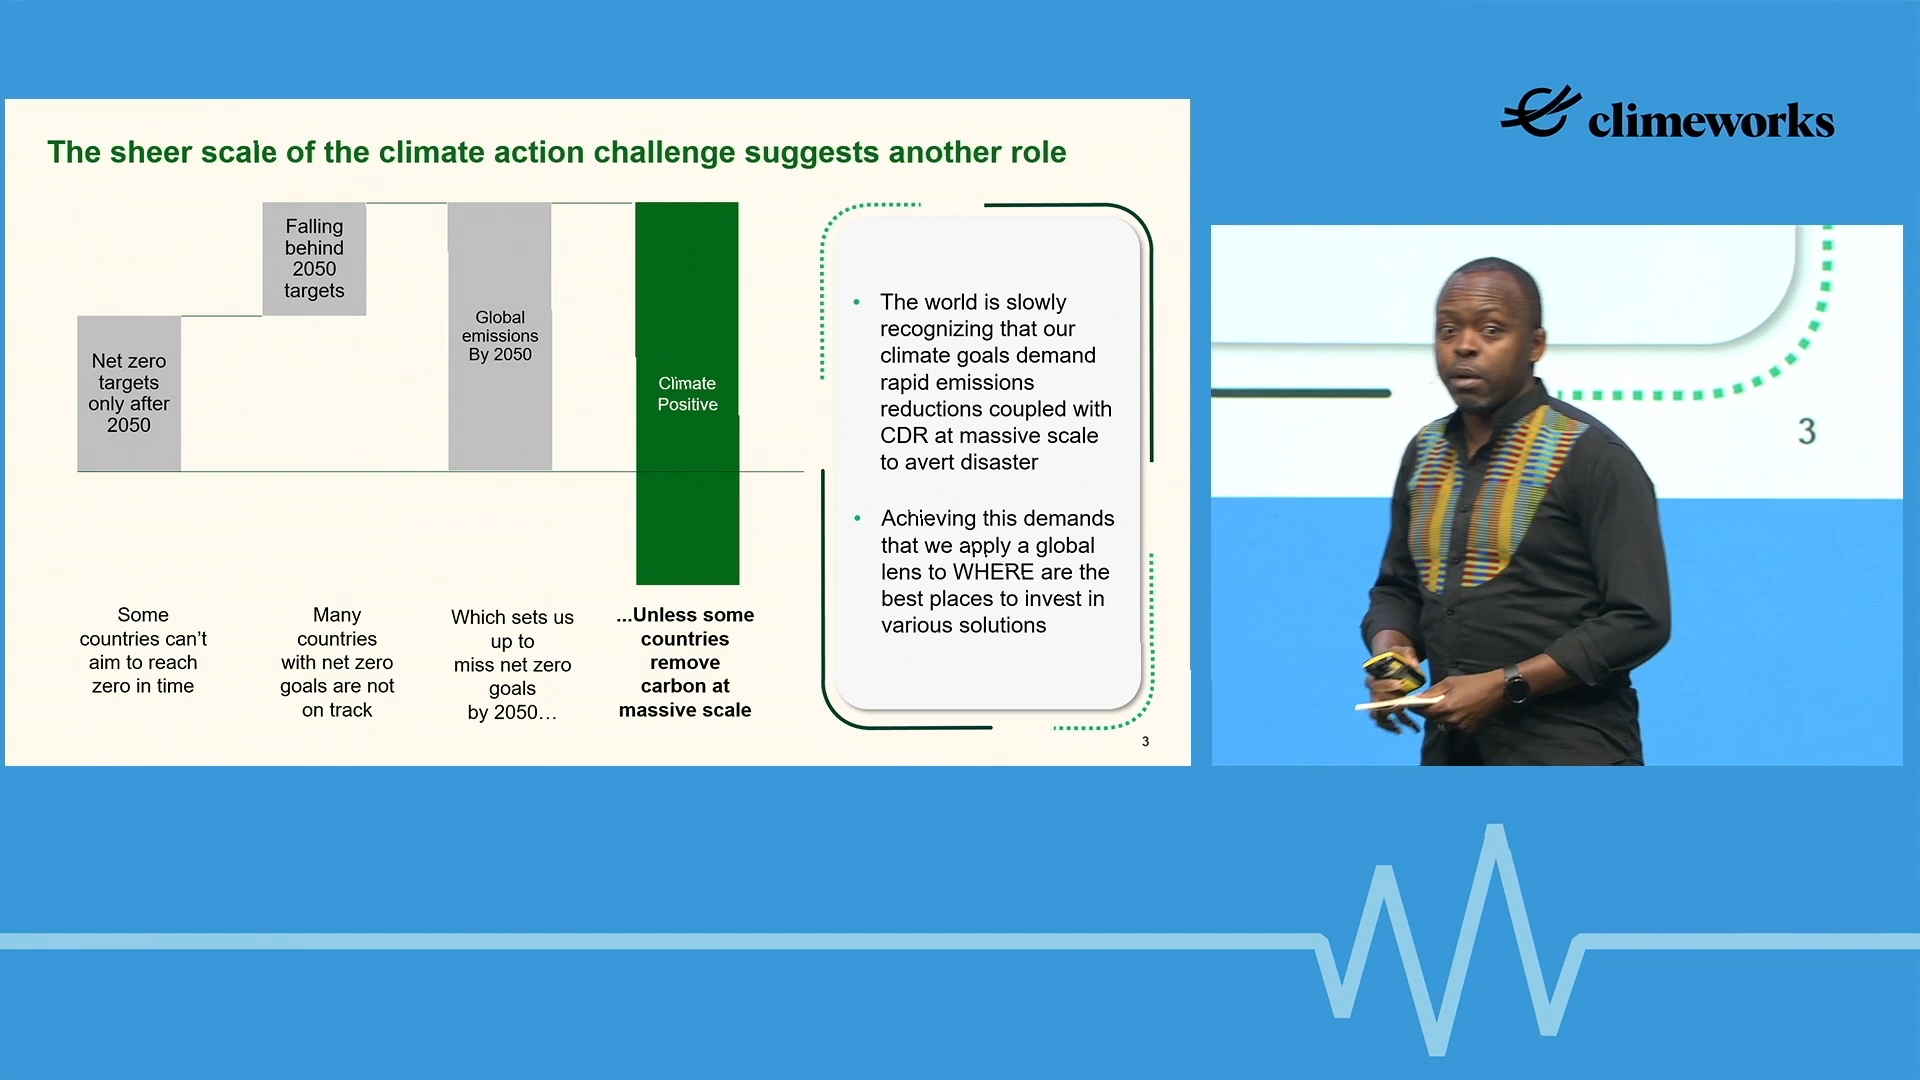 climeworks
The sheer scale of the climate action challenge suggests another role
Net zero
targets
only after
2050
Falling
behind
2050
targets
Global
emissions
By 2050
Climate
Positive
Some
countries can't
aim to reach
zero in time
Many
countries
with net zero
goals are not
on track
Which sets us
up to
miss net zero
goals
by 2050…
...Unless some
countries
remove
carbon at
massive scale
• The world is slowly
recognizing that our
climate goals demand
rapid emissions
reductions coupled with
CDR at massive scale
to avert disaster
• Achieving this demands
that we apply a global
lens to WHERE are the
best places to invest in
various solutions
3
3